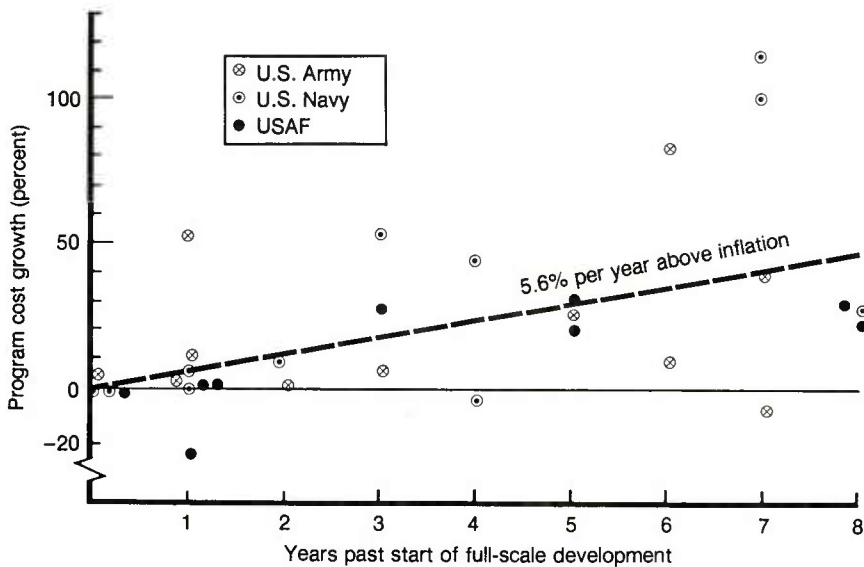 U.S. Army
U.S. Navy
USAF
Program cost growth (percent)
100
50
0
−20
5.6% per year above inflation
1 2 3 4 5 6 7 8
Years past start of full-scale development